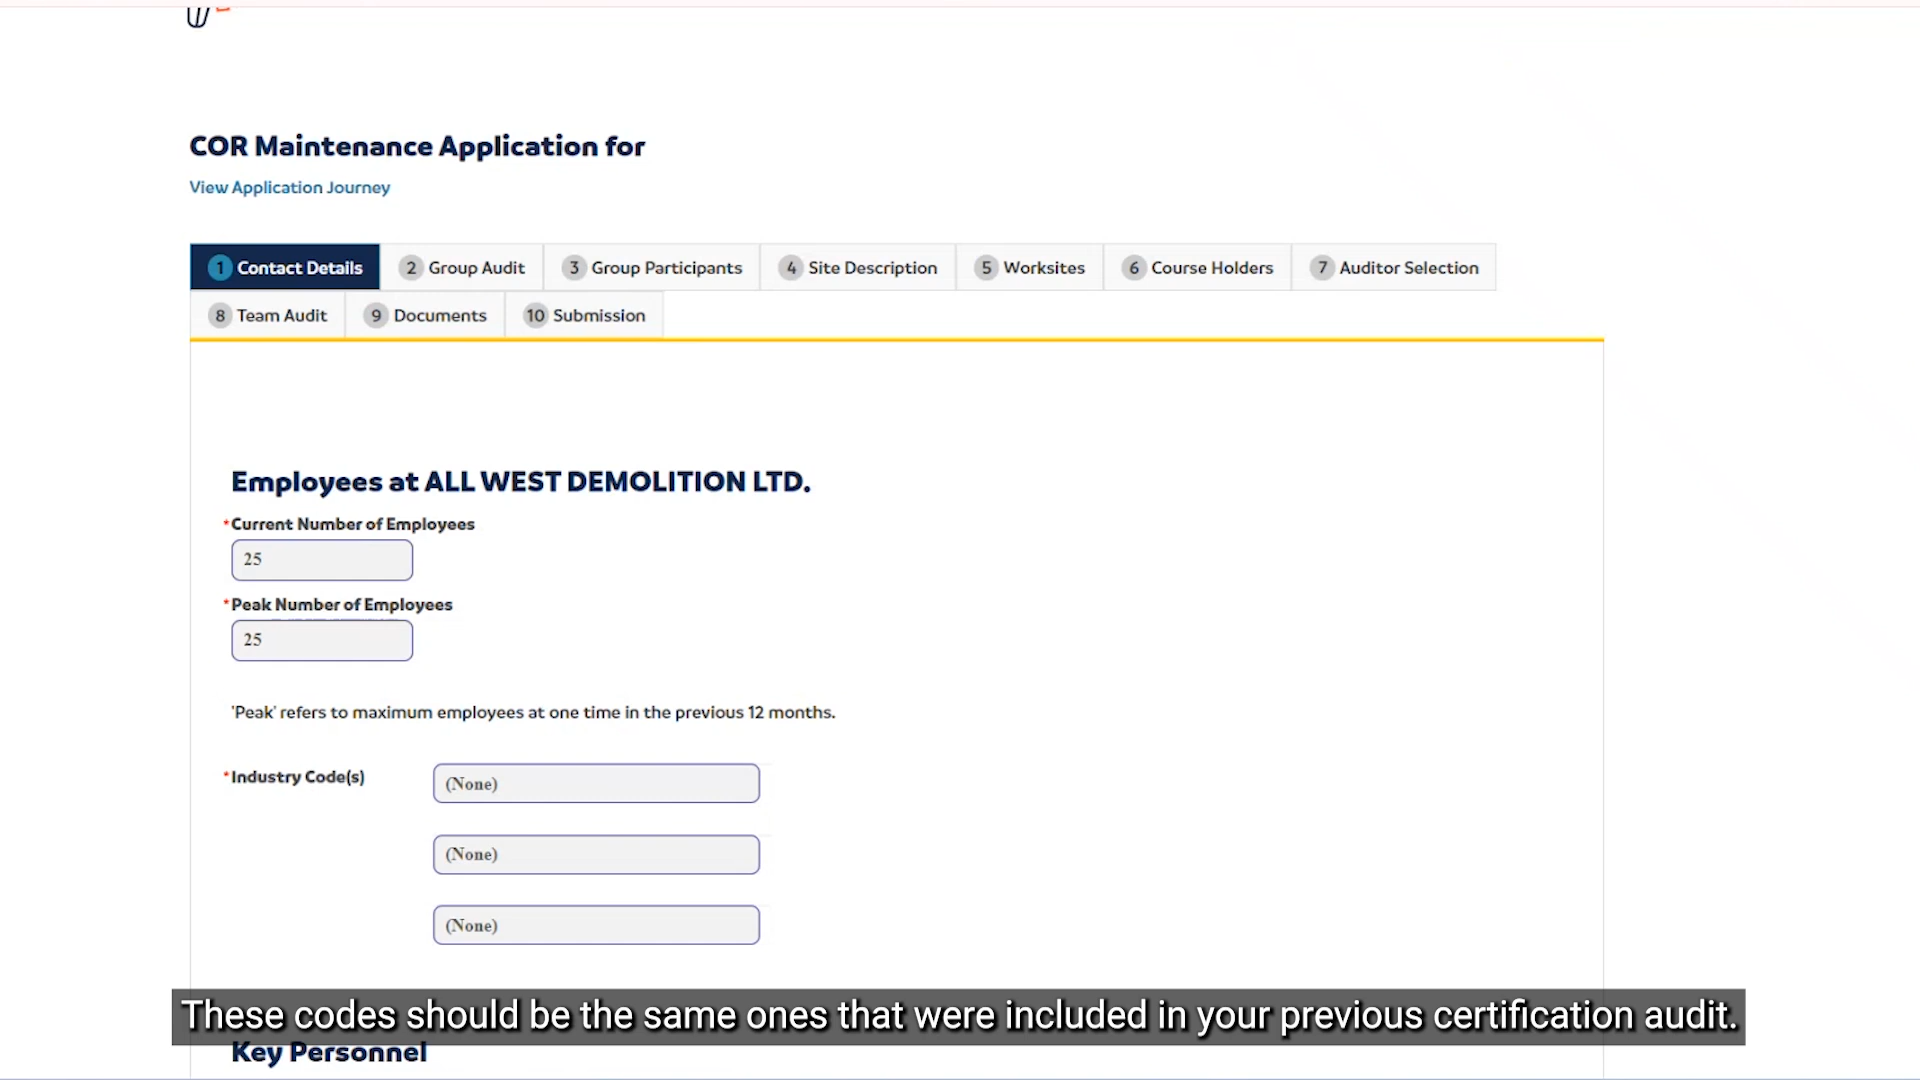 COR Maintenance Application for
View Application Journey
1 Contact Details
2 Group Audit
3 Group Participants
4 Site Description
5 Worksites
6 Course Holders
7 Auditor Selection
8 Team Audit
9 Documents
10 Submission
Employees at ALL WEST DEMOLITION LTD.
*Current Number of Employees
25
*Peak Number of Employees
25
'Peak' refers to maximum employees at one time in the previous 12 months.
*Industry Code(s)
(None)
(None)
(None)
These codes should be the same ones that were included in your previous certification audit.
Key Personnel